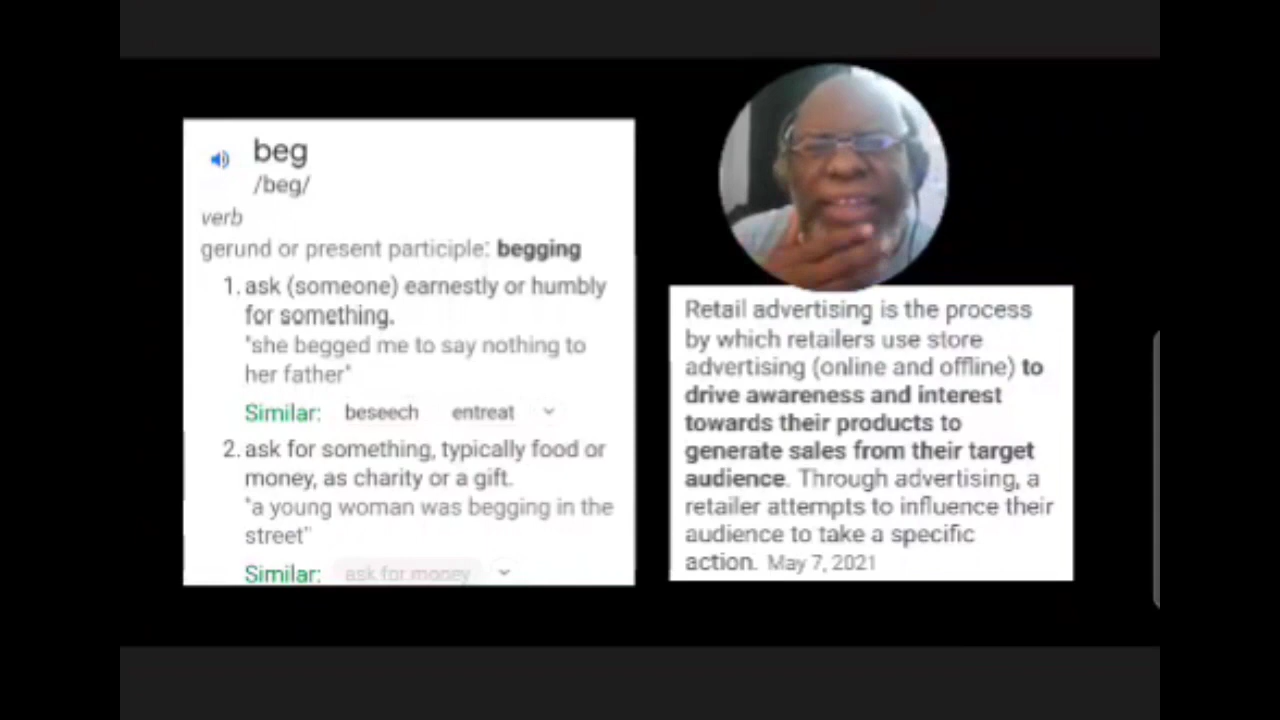 beg
/beg/
verb
gerund or present participle: begging
1. ask (someone) earnestly or humbly
for something.
"she begged me to say nothing to
her father"
Similar: beseech entreat
2. ask for something, typically food or
money, as charity or a gift.
"a young woman was begging in the
street"
Similar: ask for money
Retail advertising is the process
by which retailers use store
advertising (online and offline) to
drive awareness and interest
towards their products to
generate sales from their target
audience. Through advertising, a
retailer attempts to influence their
audience to take a specific
action. May 7, 2021